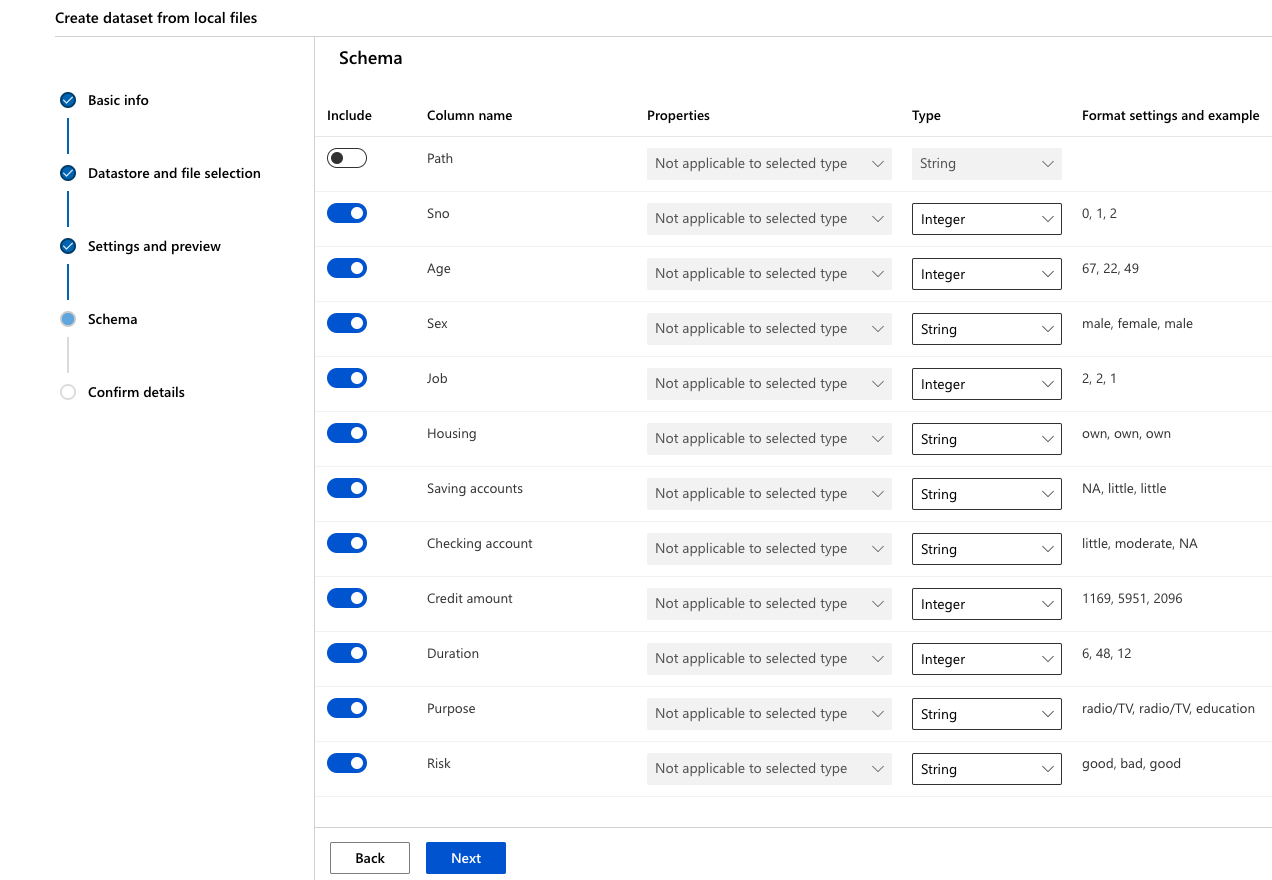 Create dataset from local files
Basic info
Datastore and file selection
Settings and preview
Schema
Confirm details
Schema
Include Column name Properties Type Format settings and example
Path Not applicable to selected type String
Sno Not applicable to selected type Integer 0, 1, 2
Age Not applicable to selected type Integer 67, 22, 49
Sex Not applicable to selected type String male, female, male
Job Not applicable to selected type Integer 2, 2, 1
Housing Not applicable to selected type String own, own, own
Saving accounts Not applicable to selected type String NA, little, little
Checking account Not applicable to selected type String little, moderate, NA
Credit amount Not applicable to selected type Integer 1169, 5951, 2096
Duration Not applicable to selected type Integer 6, 48, 12
Purpose Not applicable to selected type String radio/TV, radio/TV, education
Risk Not applicable to selected type String good, bad, good
Back Next